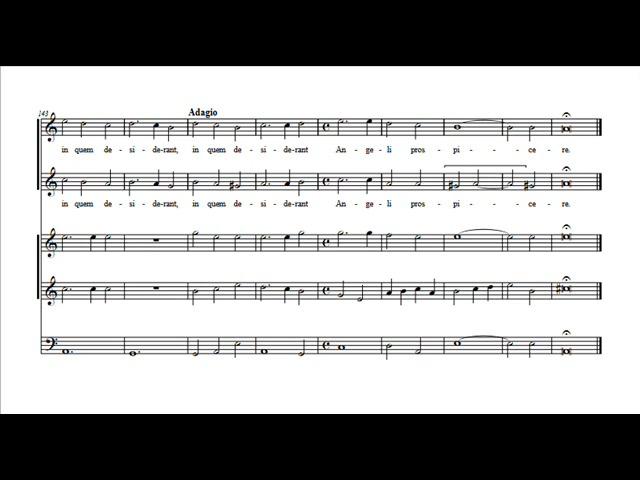 143
Adagio
in quem de - si - de-rant, in quem de - si - de-rant An - ge - li pros - pi - - ce - re.
in quem de - si - de-rant, in quem de - si - de-rant An - ge - li pros - pi - - ce - re.